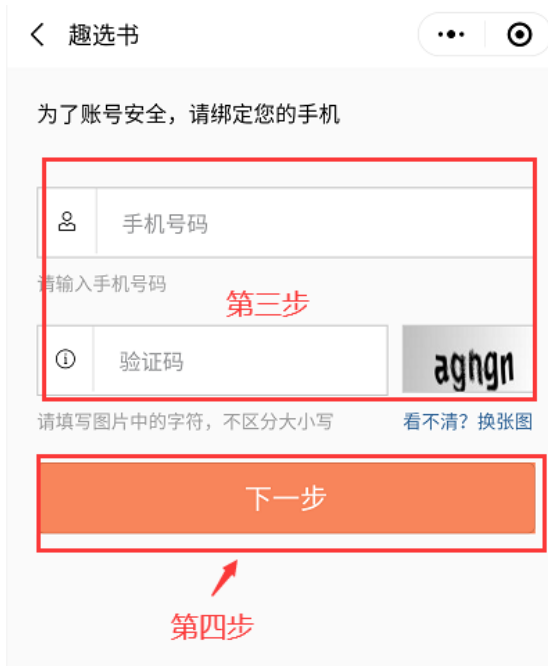 趣选书
为了账号安全，请绑定您的手机
手机号码
请输入手机号码
第三步
验证码
aghgn
请填写图片中的字符，不区分大小写
看不清？换张图
下一步
第四步